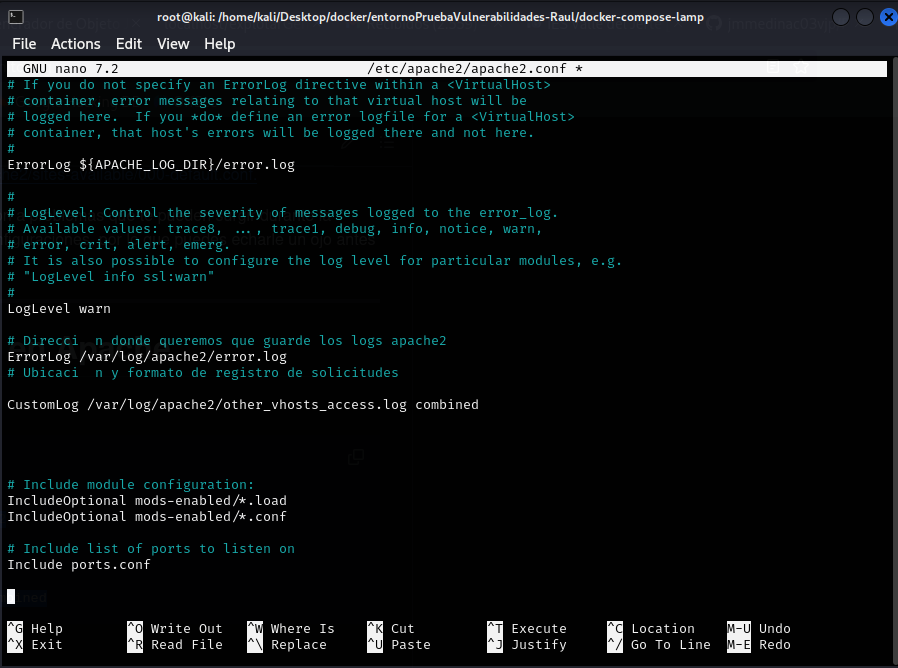 root@kali: /home/kali/Desktop/docker/entornoPruebaVulnerabilidades-Raul/docker-compose-lamp
File Actions Edit View Help
GNU nano 7.2 /etc/apache2/apache2.conf *
# If you do not specify an ErrorLog directive within a <VirtualHost>
# container, error messages relating to that virtual host will be
# logged here.  If you *do* define an error logfile for a <VirtualHost>
# container, that host's errors will be logged there and not here.
#
ErrorLog ${APACHE_LOG_DIR}/error.log
#
# LogLevel: Control the severity of messages logged to the error_log.
# Available values: trace8, ..., trace1, debug, info, notice, warn,
# error, crit, alert, emerg.
# It is also possible to configure the log level for particular modules, e.g.
# "LogLevel info ssl:warn"
#
LogLevel warn
# Direcci  n donde queremos que guarde los logs apache2
ErrorLog /var/log/apache2/error.log
# Ubicaci  n y formato de registro de solicitudes
CustomLog /var/log/apache2/other_vhosts_access.log combined
# Include module configuration:
IncludeOptional mods-enabled/*.load
IncludeOptional mods-enabled/*.conf
# Include list of ports to listen on
Include ports.conf
^G Help ^O Write Out ^W Where Is ^K Cut ^T Execute ^C Location M-U Undo
^X Exit ^R Read File ^\ Replace ^U Paste ^J Justify ^/ Go To Line M-E Redo